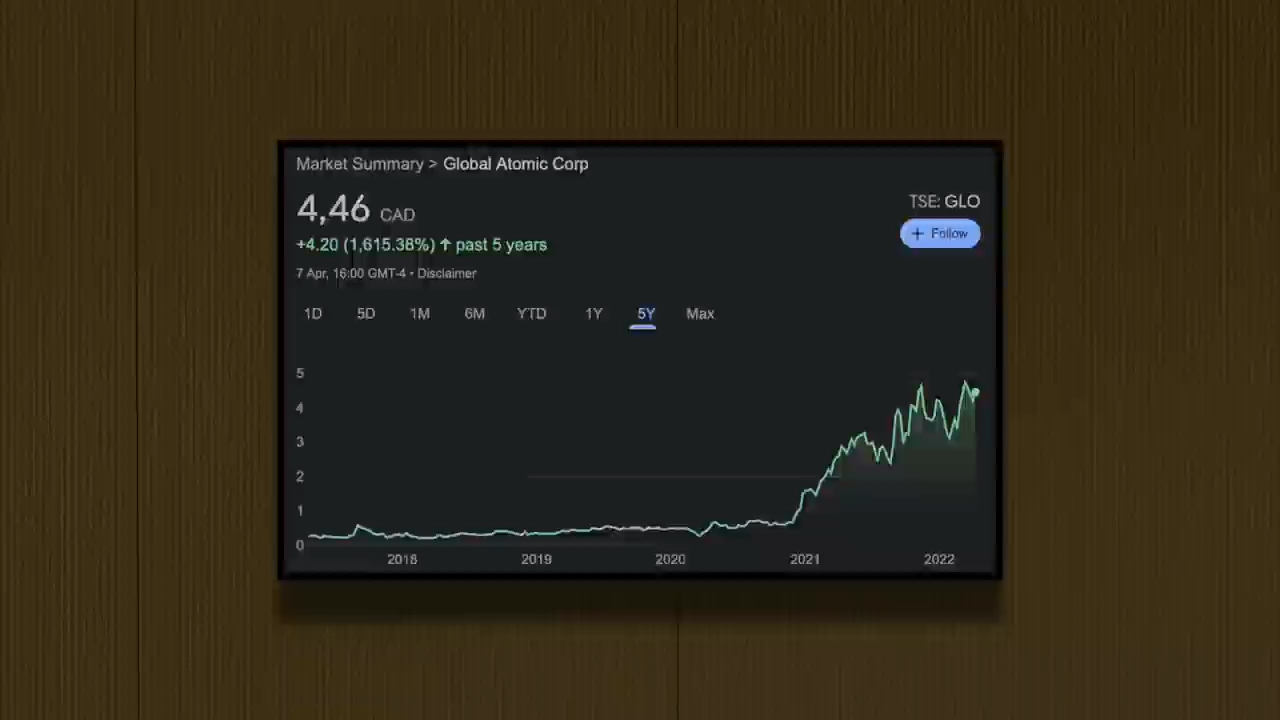 Market Summary > Global Atomic Corp
4,46 CAD
TSE: GLO
+4.20 (1,615.38%) ↑ past 5 years
+ Follow
7 Apr, 16:00 GMT-4 • Disclaimer
1D 5D 1M 6M YTD 1Y 5Y Max
5
4
3
2
1
0
2018 2019 2020 2021 2022